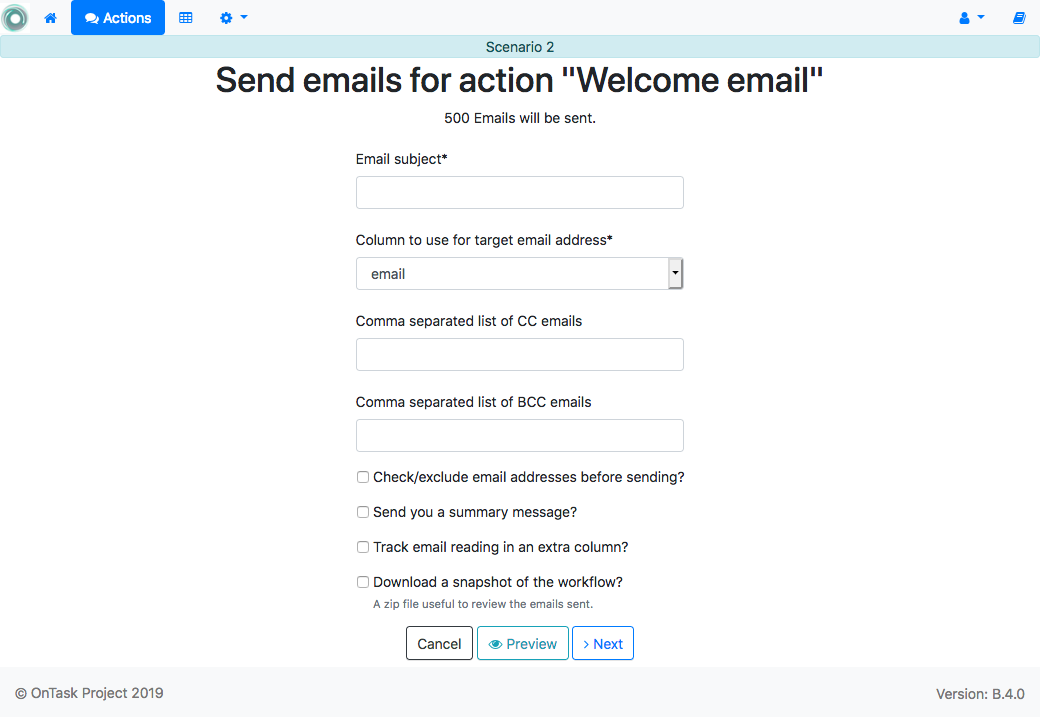 Actions
Scenario 2
Send emails for action "Welcome email"
500 Emails will be sent.
Email subject*
Column to use for target email address*
email
Comma separated list of CC emails
Comma separated list of BCC emails
Check/exclude email addresses before sending?
Send you a summary message?
Track email reading in an extra column?
Download a snapshot of the workflow?
A zip file useful to review the emails sent.
Cancel Preview Next
© OnTask Project 2019 Version: B.4.0